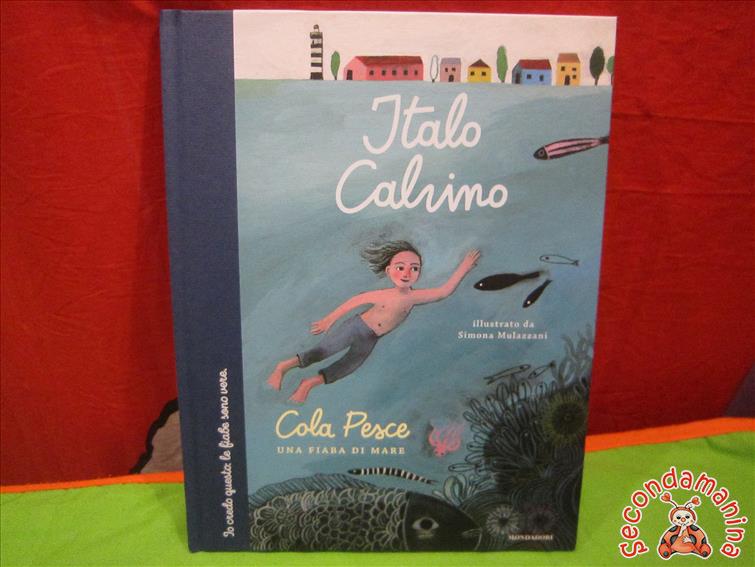 Italo
Calvino
illustrato da
Simona Mulazzani
Cola Pesce
UNA FIABA DI MARE
Io credo questo: le fiabe sono vere.
MONDADORI
Secondamanina